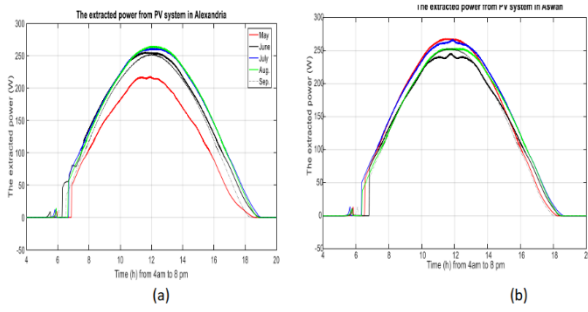 The extracted power from PV system in Alexandria
The extracted power (W)
300
250
200
150
100
50
0
-50
4
6
8
10
12
14
16
18
20
May
June
July
Aug.
Sep.
Time (h) from 4am to 8 pm
(a)
The extracted power from PV system in Aswan
The extracted power (W)
300
250
200
150
100
50
0
-50
4
6
8
10
12
14
16
18
20
Time (h) from 4am to 8 pm
(b)